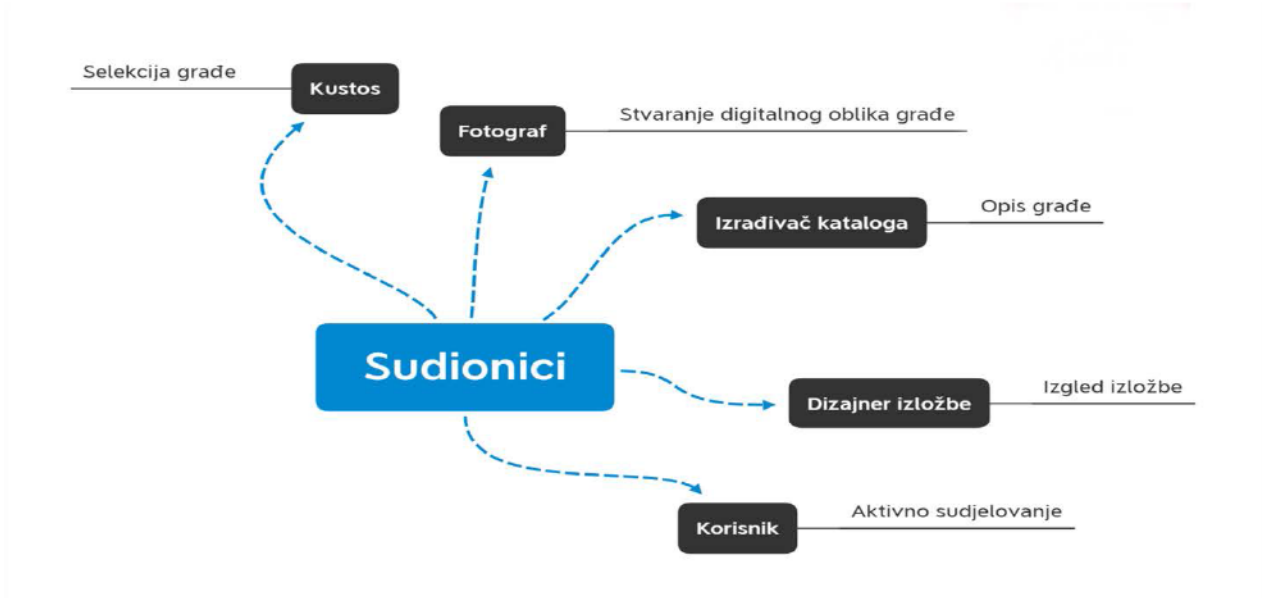 Selekcija građe
Kustos
Fotograf
Stvaranje digitalnog oblika građe
Izrađivač kataloga
Opis građe
Sudionici
Dizajner izložbe
Izgled izložbe
Korisnik
Aktivno sudjelovanje